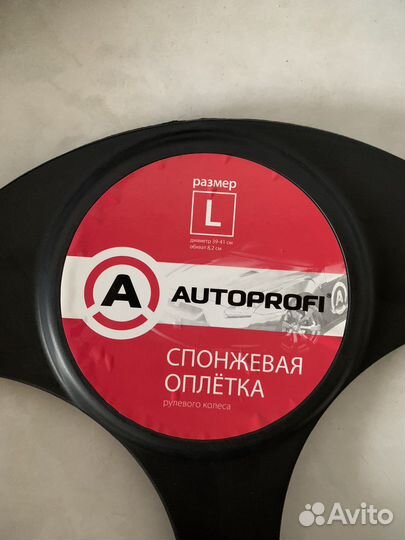 размер
L
диаметр 39-41 см
обхват 8,2 см
A AUTOPROFI®
СПОНЖЕВАЯ
ОПЛЁТКА
рулевого колеса
Avito